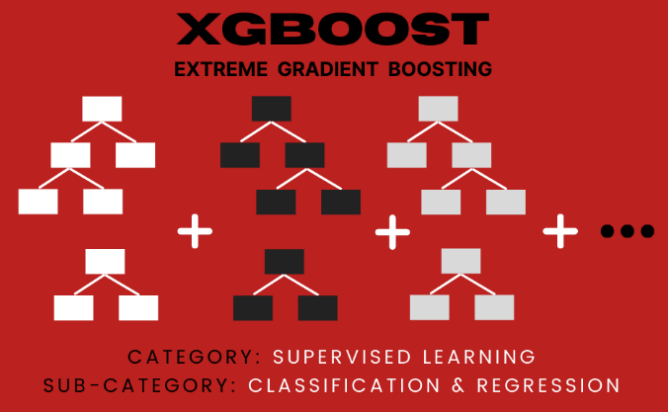 XGBOOST
EXTREME GRADIENT BOOSTING
CATEGORY: SUPERVISED LEARNING
SUB-CATEGORY: CLASSIFICATION & REGRESSION